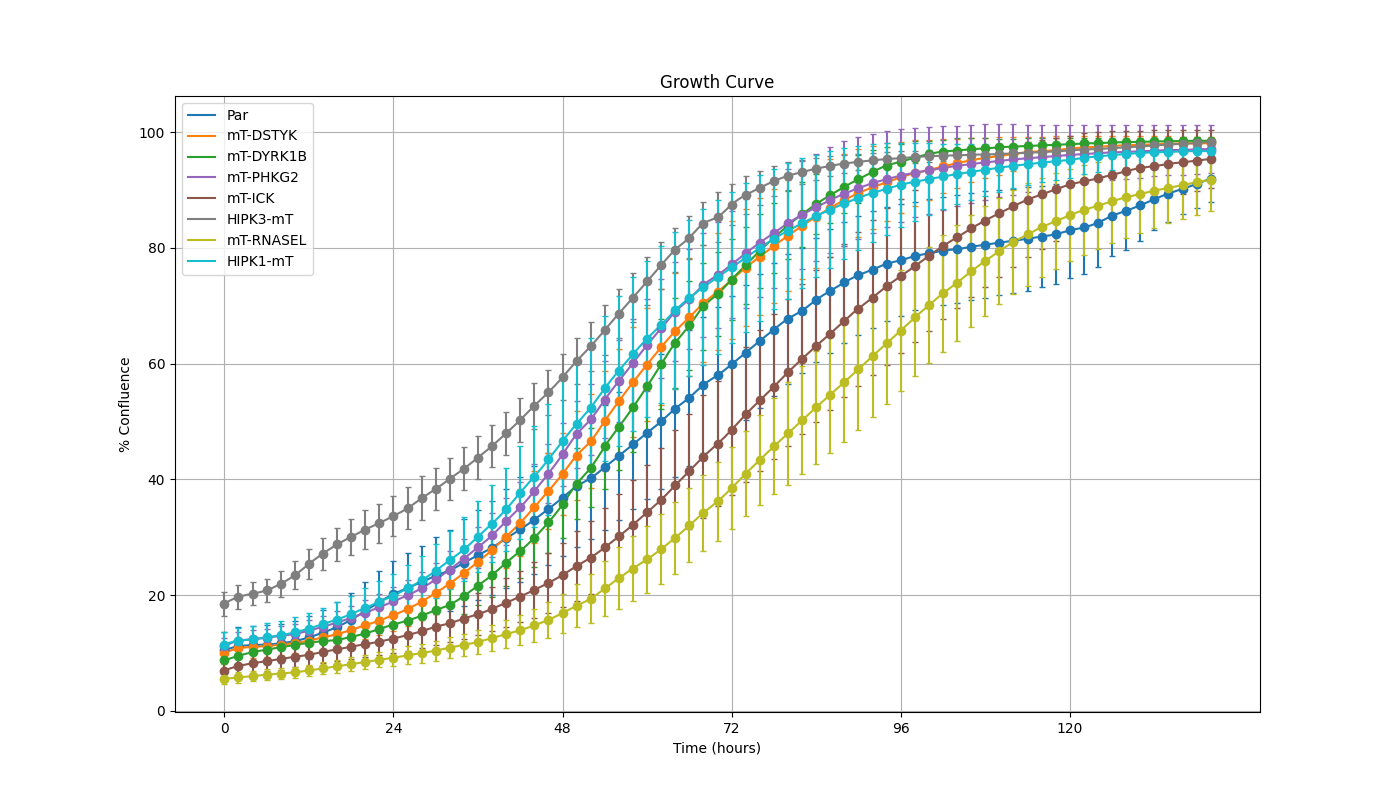 Growth Curve
Par
mT-DSTYK
mT-DYRK1B
mT-PHKG2
mT-ICK
HIPK3-mT
mT-RNASEL
HIPK1-mT
100
80
60
40
20
0
% Confluence
0 24 48 72 96 120
Time (hours)